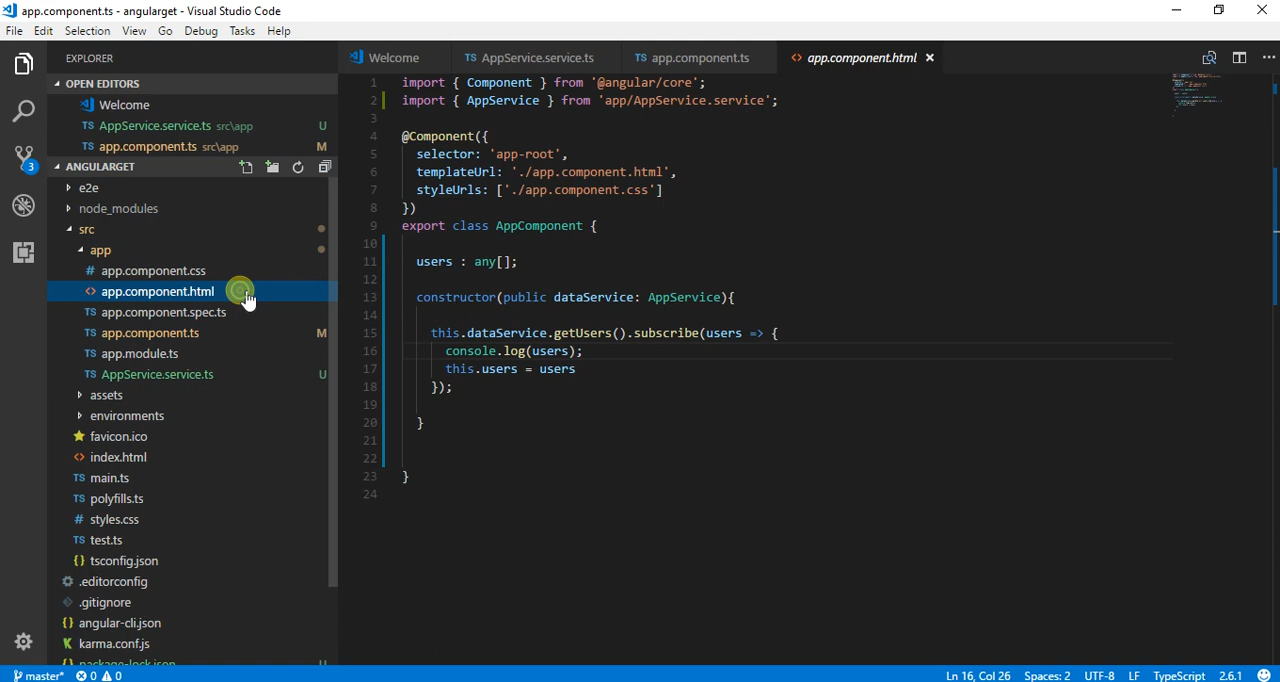 app.component.ts - angularget - Visual Studio Code
File Edit Selection View Go Debug Tasks Help
EXPLORER
OPEN EDITORS
Welcome
TS AppService.service.ts src\app U
TS app.component.ts src\app M
ANGULARGET
e2e
node_modules
src
app
# app.component.css
<> app.component.html
TS app.component.spec.ts
TS app.component.ts M
TS app.module.ts
TS AppService.service.ts U
assets
environments
favicon.ico
<> index.html
TS main.ts
TS polyfills.ts
# styles.css
TS test.ts
{} tsconfig.json
.editorconfig
.gitignore
{} angular-cli.json
K karma.conf.js
{} package-lock.json U
3
Welcome TS AppService.service.ts TS app.component.ts <> app.component.html
1 import { Component } from '@angular/core';
2 import { AppService } from 'app/AppService.service';
3
4 @Component({
5 selector: 'app-root',
6 templateUrl: './app.component.html',
7 styleUrls: ['./app.component.css']
8 })
9 export class AppComponent {
10
11 users : any[];
12
13 constructor(public dataService: AppService){
14
15 this.dataService.getUsers().subscribe(users => {
16 console.log(users);
17 this.users = users
18 });
19
20 }
21
22
23 }
24
master* 0 0 Ln 16, Col 26 Spaces: 2 UTF-8 LF TypeScript 2.6.1